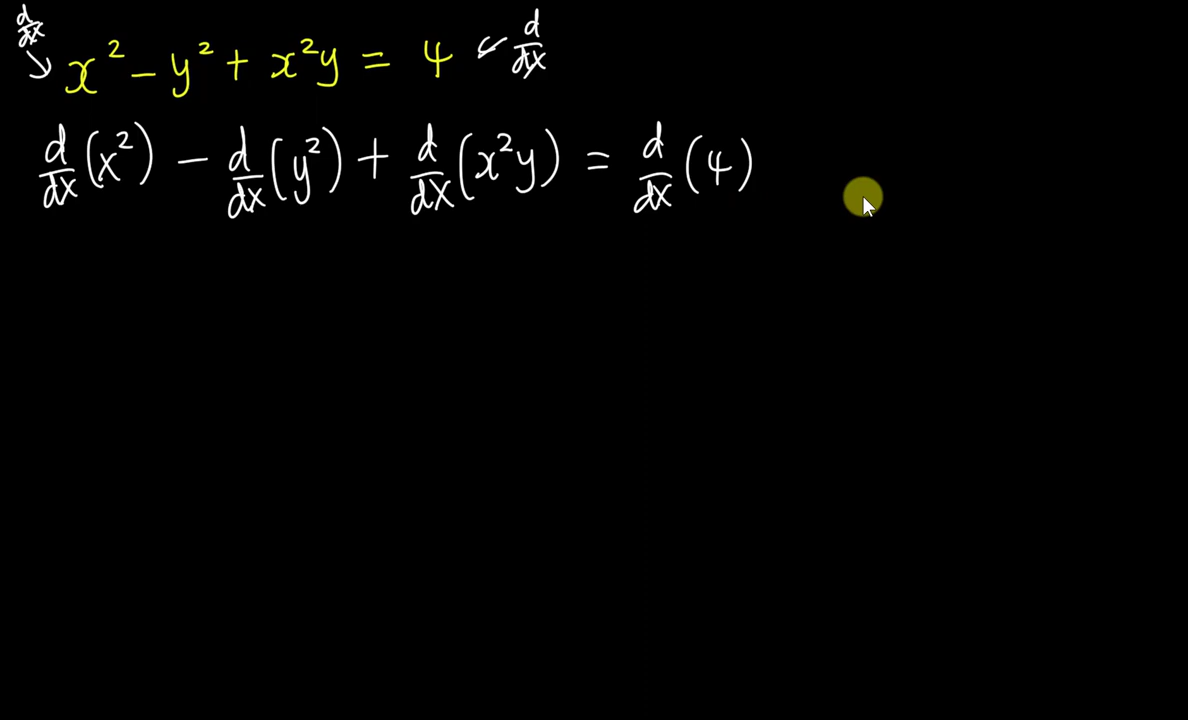 d/dx ↘ x² − y² + x²y = 4 ↙ d/dx
d/dx (x²) − d/dx (y²) + d/dx (x²y) = d/dx (4)